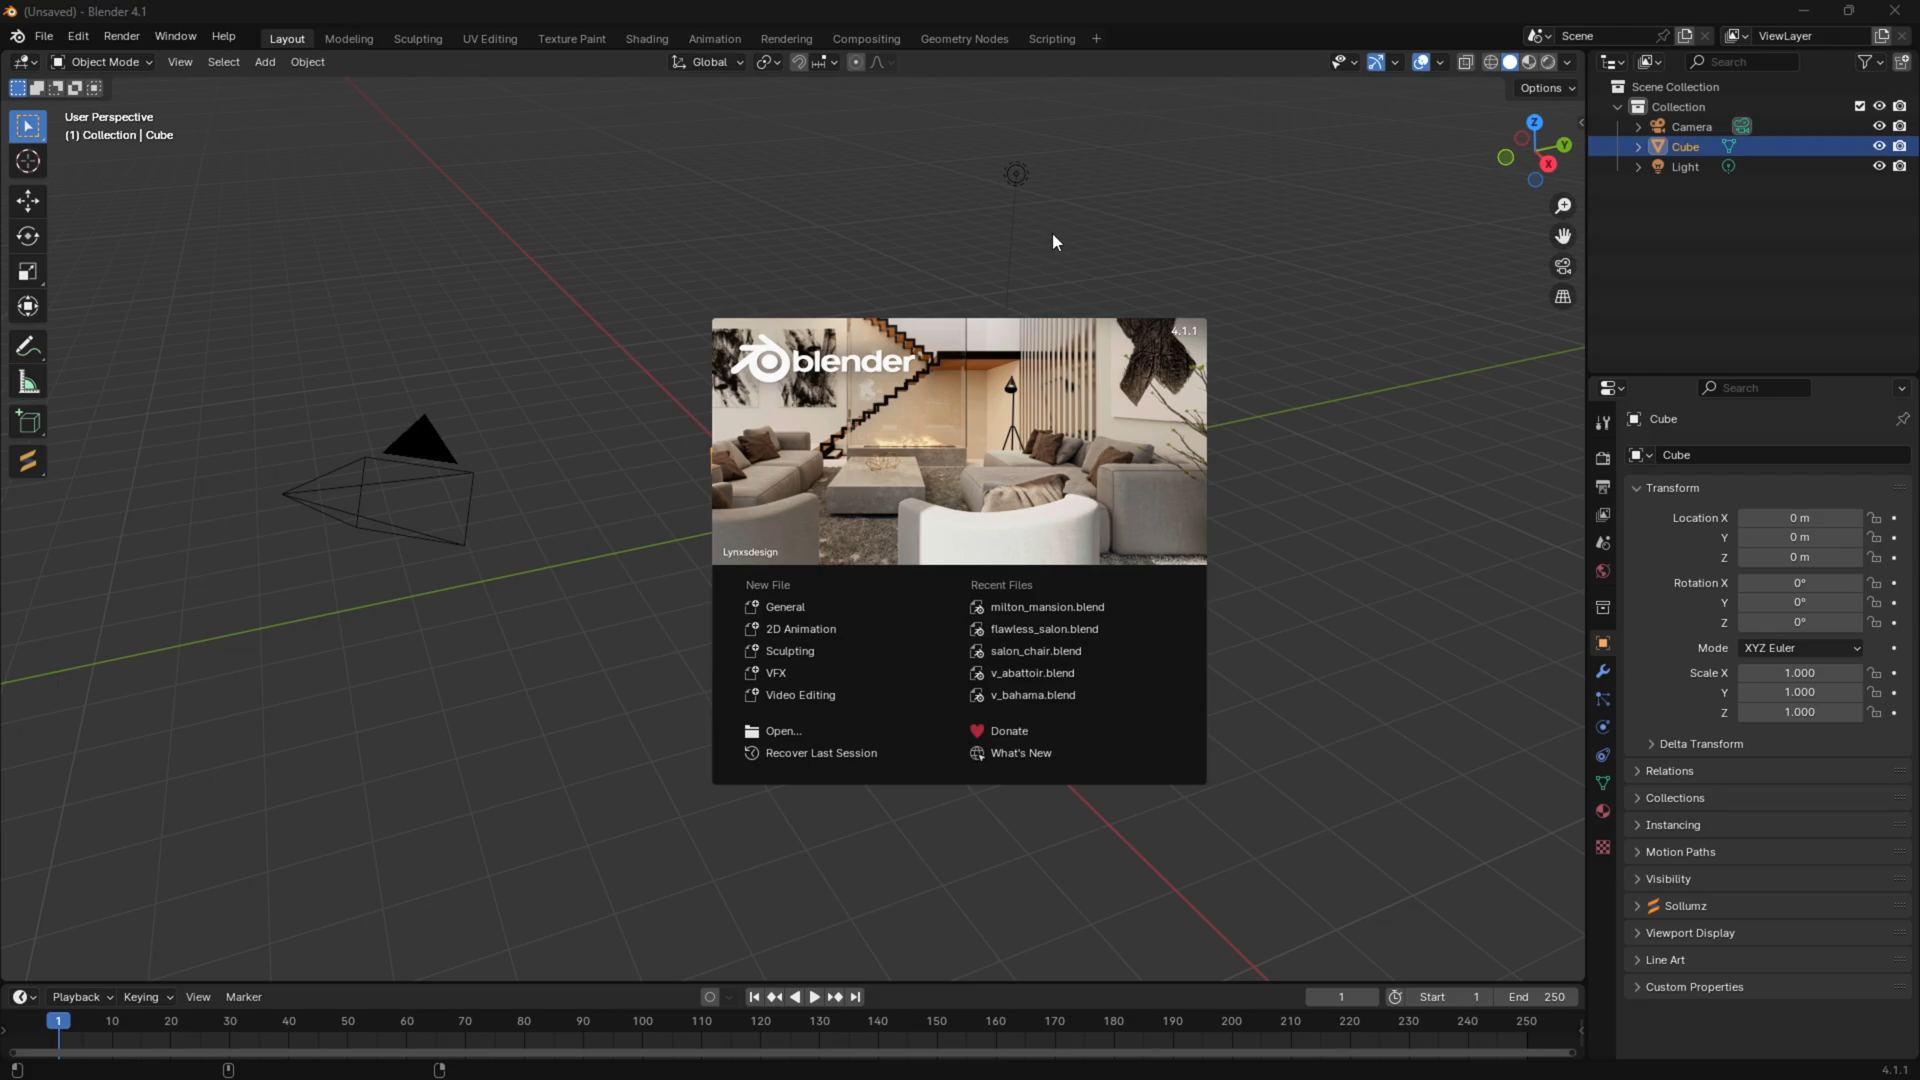 (Unsaved) - Blender 4.1
File Edit Render Window Help
Layout Modeling Sculpting UV Editing Texture Paint Shading Animation Rendering Compositing Geometry Nodes Scripting +
Scene
ViewLayer
Object Mode View Select Add Object
Global
Search
Options
User Perspective
(1) Collection | Cube
Z
Y
X
Scene Collection
Collection
Camera
Cube
Light
4.1.1
blender
Lynxsdesign
New File
General
2D Animation
Sculpting
VFX
Video Editing
Open...
Recover Last Session
Recent Files
milton_mansion.blend
flawless_salon.blend
salon_chair.blend
v_abattoir.blend
v_bahama.blend
Donate
What's New
Search
Cube
Cube
Transform
Location X 0 m
Y 0 m
Z 0 m
Rotation X 0°
Y 0°
Z 0°
Mode XYZ Euler
Scale X 1.000
Y 1.000
Z 1.000
Delta Transform
Relations
Collections
Instancing
Motion Paths
Visibility
Sollumz
Viewport Display
Line Art
Custom Properties
Playback Keying View Marker
1
Start 1
End 250
1 10 20 30 40 50 60 70 80 90 100 110 120 130 140 150 160 170 180 190 200 210 220 230 240 250
4.1.1